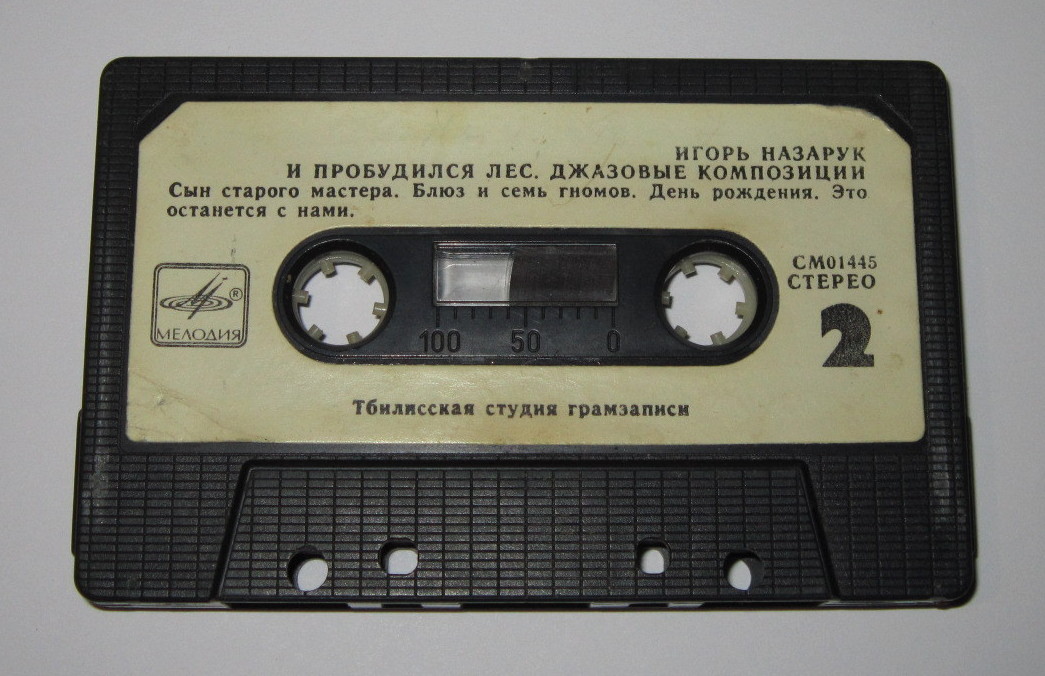 ИГОРЬ НАЗАРУК
И ПРОБУДИЛСЯ ЛЕС. ДЖАЗОВЫЕ КОМПОЗИЦИИ
Сын старого мастера. Блюз и семь гномов. День рождения. Это
останется с нами.
СМ01445
СТЕРЕО
®
МЕЛОДИЯ
100 50 0
2
Тбилисская студия грамзаписи